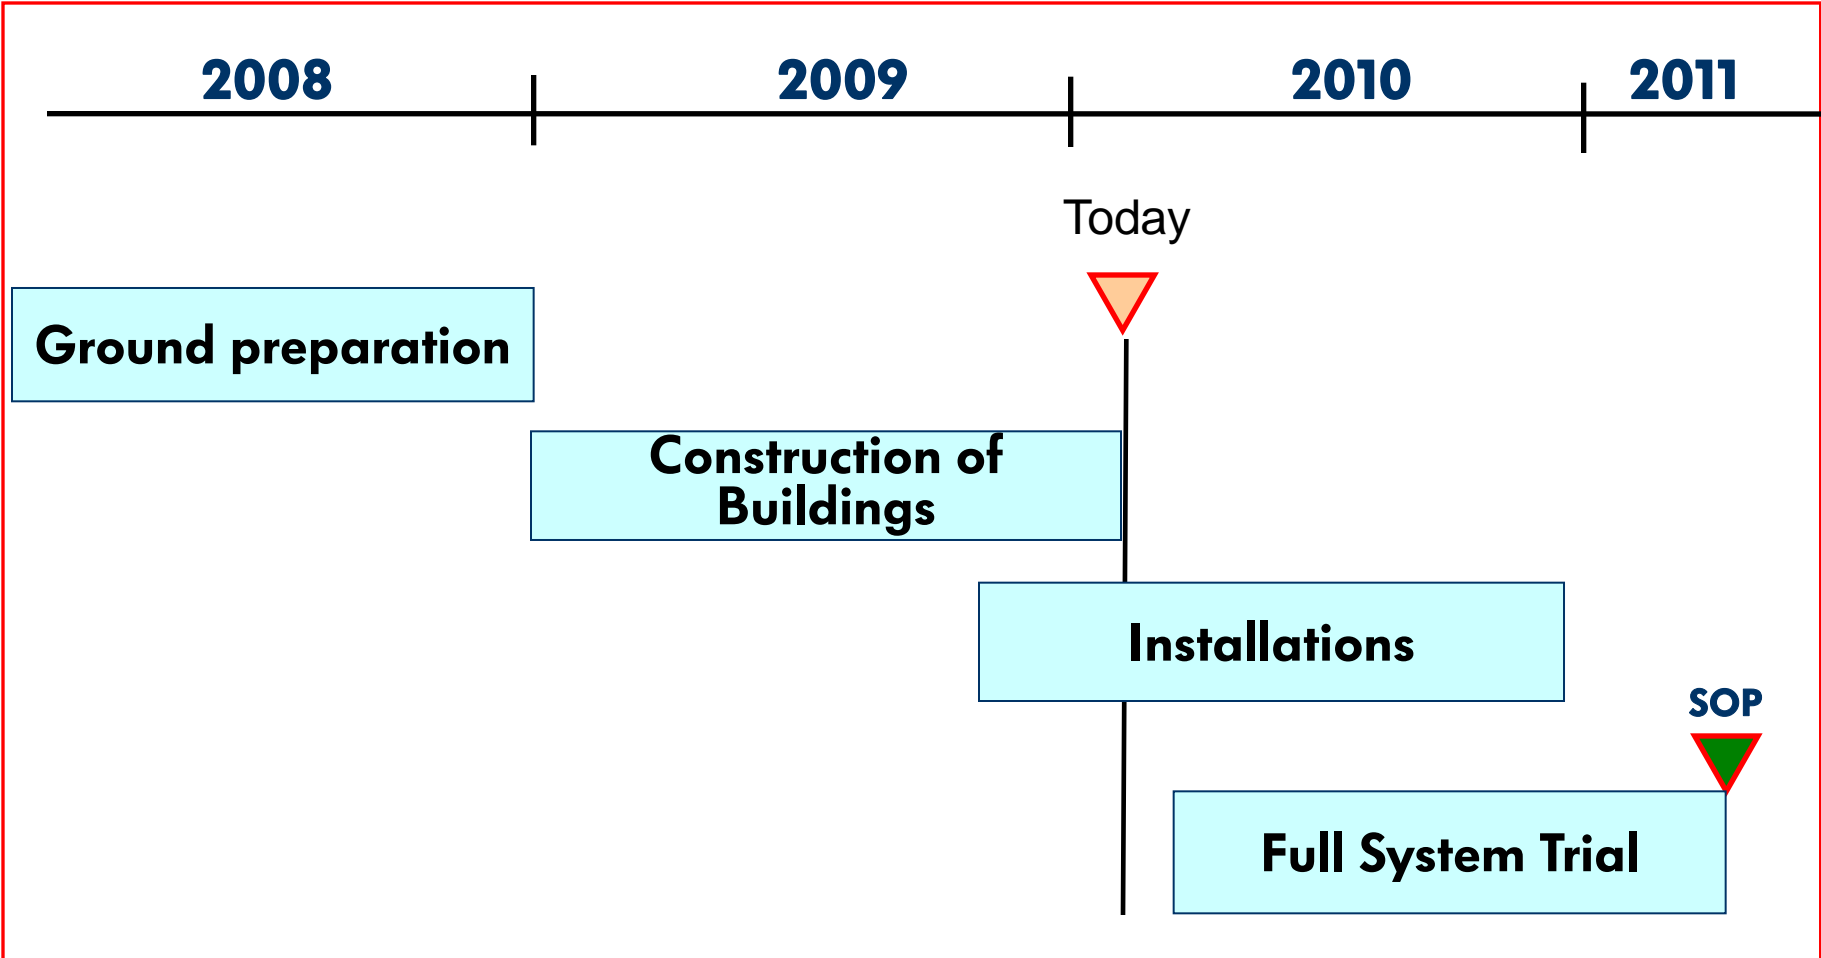 2008 2009 2010 2011
Today
Ground preparation
Construction of
Buildings
Installations
SOP
Full System Trial